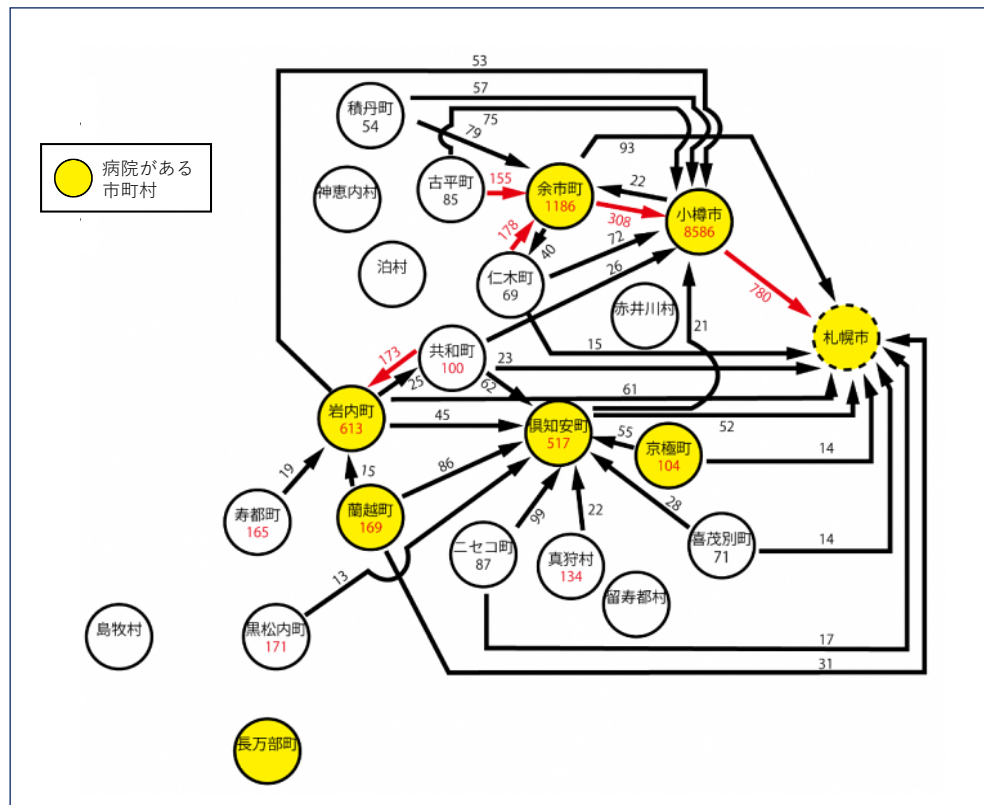 53
57
積丹町
54
75
79
93
病院がある
市町村
神恵内村
古平町
85
155
余市町
1186
22
小樽市
8586
308
178
40
72
泊村
仁木町
69
26
780
赤井川村
21
札幌市
15
共和町
100
173
25
23
62
61
岩内町
613
45
倶知安町
517
52
55
京極町
104
14
19
15
86
28
寿都町
165
蘭越町
169
99
22
ニセコ町
87
真狩村
134
喜茂別町
71
14
13
留寿都村
島牧村
黒松内町
171
17
31
長万部町